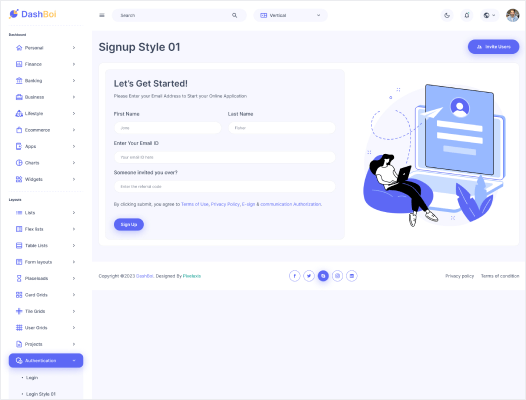 DashBoi
Search
Vertical
Dashboard
Personal
Finance
Banking
Business
Lifestyle
Ecommerce
Apps
Charts
Widgets
Layouts
Lists
Flex lists
Table Lists
Form layouts
Placeloads
Card Grids
Tile Grids
User Grids
Projects
Authentication
Login
Login Style 01
Signup Style 01
Invite Users
Let's Get Started!
Please Enter your Email Address to Start your Online Application
First Name
Last Name
Jone
Fisher
Enter Your Email ID
Your email ID here
Someone invited you over?
Enter the referral code
By clicking submit, you agree to Terms of Use, Privacy Policy, E-sign & communication Authorization.
Sign Up
Copyright ©2023 DashBoi. Designed By Pixelocks
Privacy policy
Terms of condition